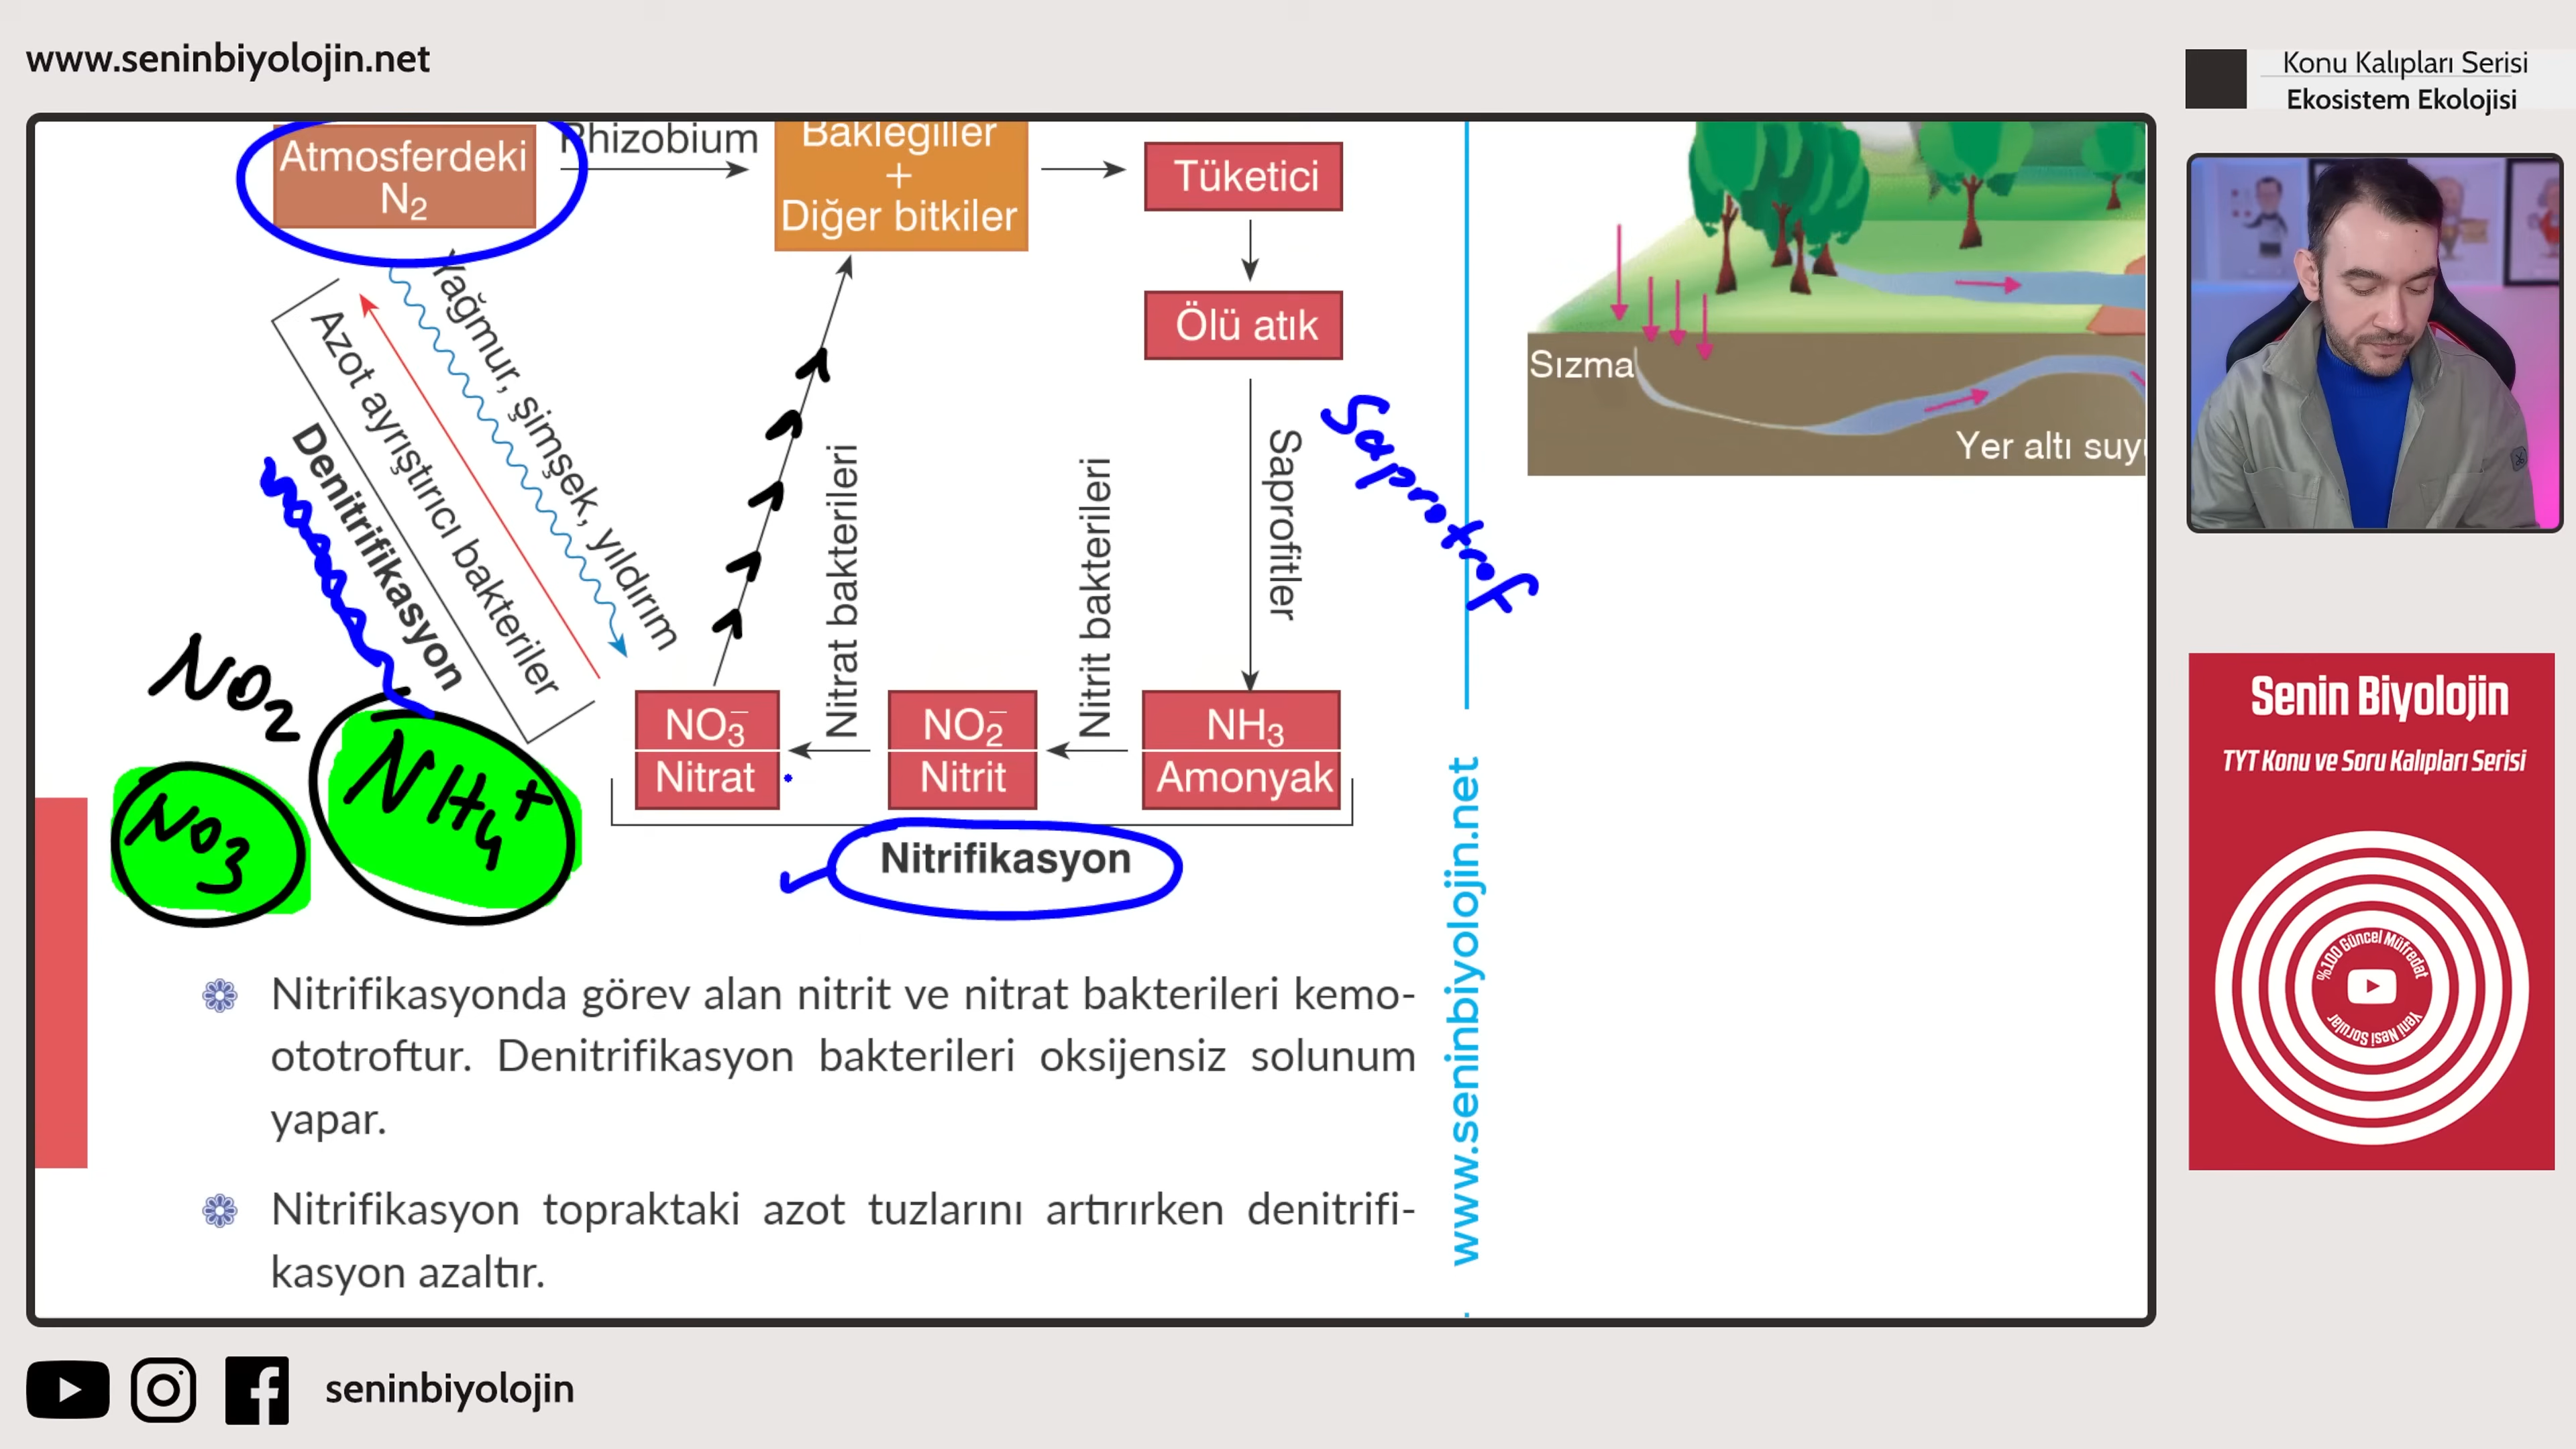 www.seninbiyolojin.net
Konu Kalıpları Serisi
Ekosistem Ekolojisi
Atmosferdeki
N₂
Rhizobium
Baklegiller
+
Diğer bitkiler
Tüketici
Ölü atık
Saprofitler
Saprotrof
Yağmur, şimşek, yıldırım
Azot ayrıştırıcı bakteriler
Denitrifikasyon
Nitrat bakterileri
Nitrit bakterileri
NO₃⁻
Nitrat
NO₂⁻
Nitrit
NH₃
Amonyak
Nitrifikasyon
NO2
NO3
NH4+
Sızma
Yer altı suy
Nitrifikasyonda görev alan nitrit ve nitrat bakterileri kemo-
ototroftur. Denitrifikasyon bakterileri oksijensiz solunum
yapar.
Nitrifikasyon topraktaki azot tuzlarını artırırken denitrifi-
kasyon azaltır.
www.seninbiyolojin.net
Senin Biyolojin
TYT Konu ve Soru Kalıpları Serisi
%100 Güncel Müfredat
Yeni Nesil Sorular
seninbiyolojin